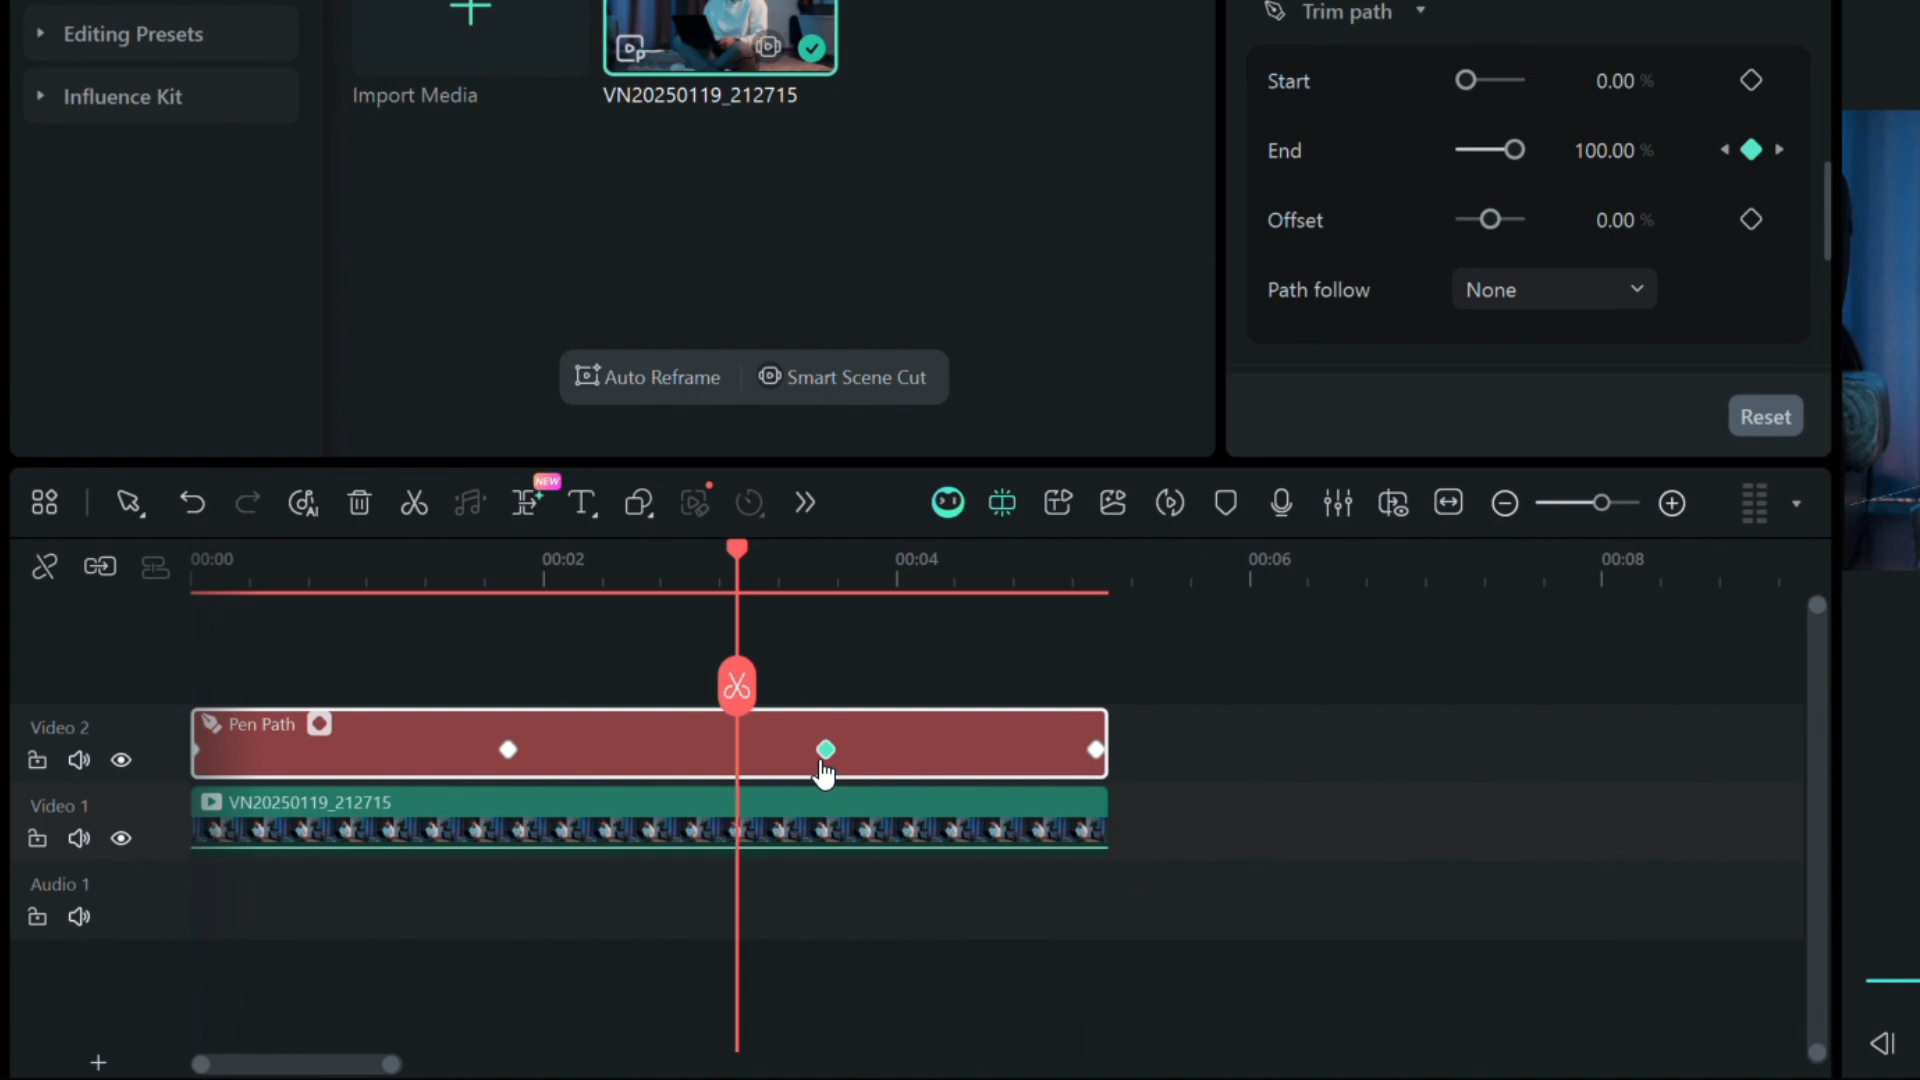 Editing Presets
Influence Kit
Import Media
VN20250119_212715
Auto Reframe
Smart Scene Cut
Trim path
Start 0.00 %
End 100.00 %
Offset 0.00 %
Path follow None
Reset
NEW
00:00 00:02 00:04 00:06 00:08
Video 2
Pen Path
Video 1
VN20250119_212715
Audio 1